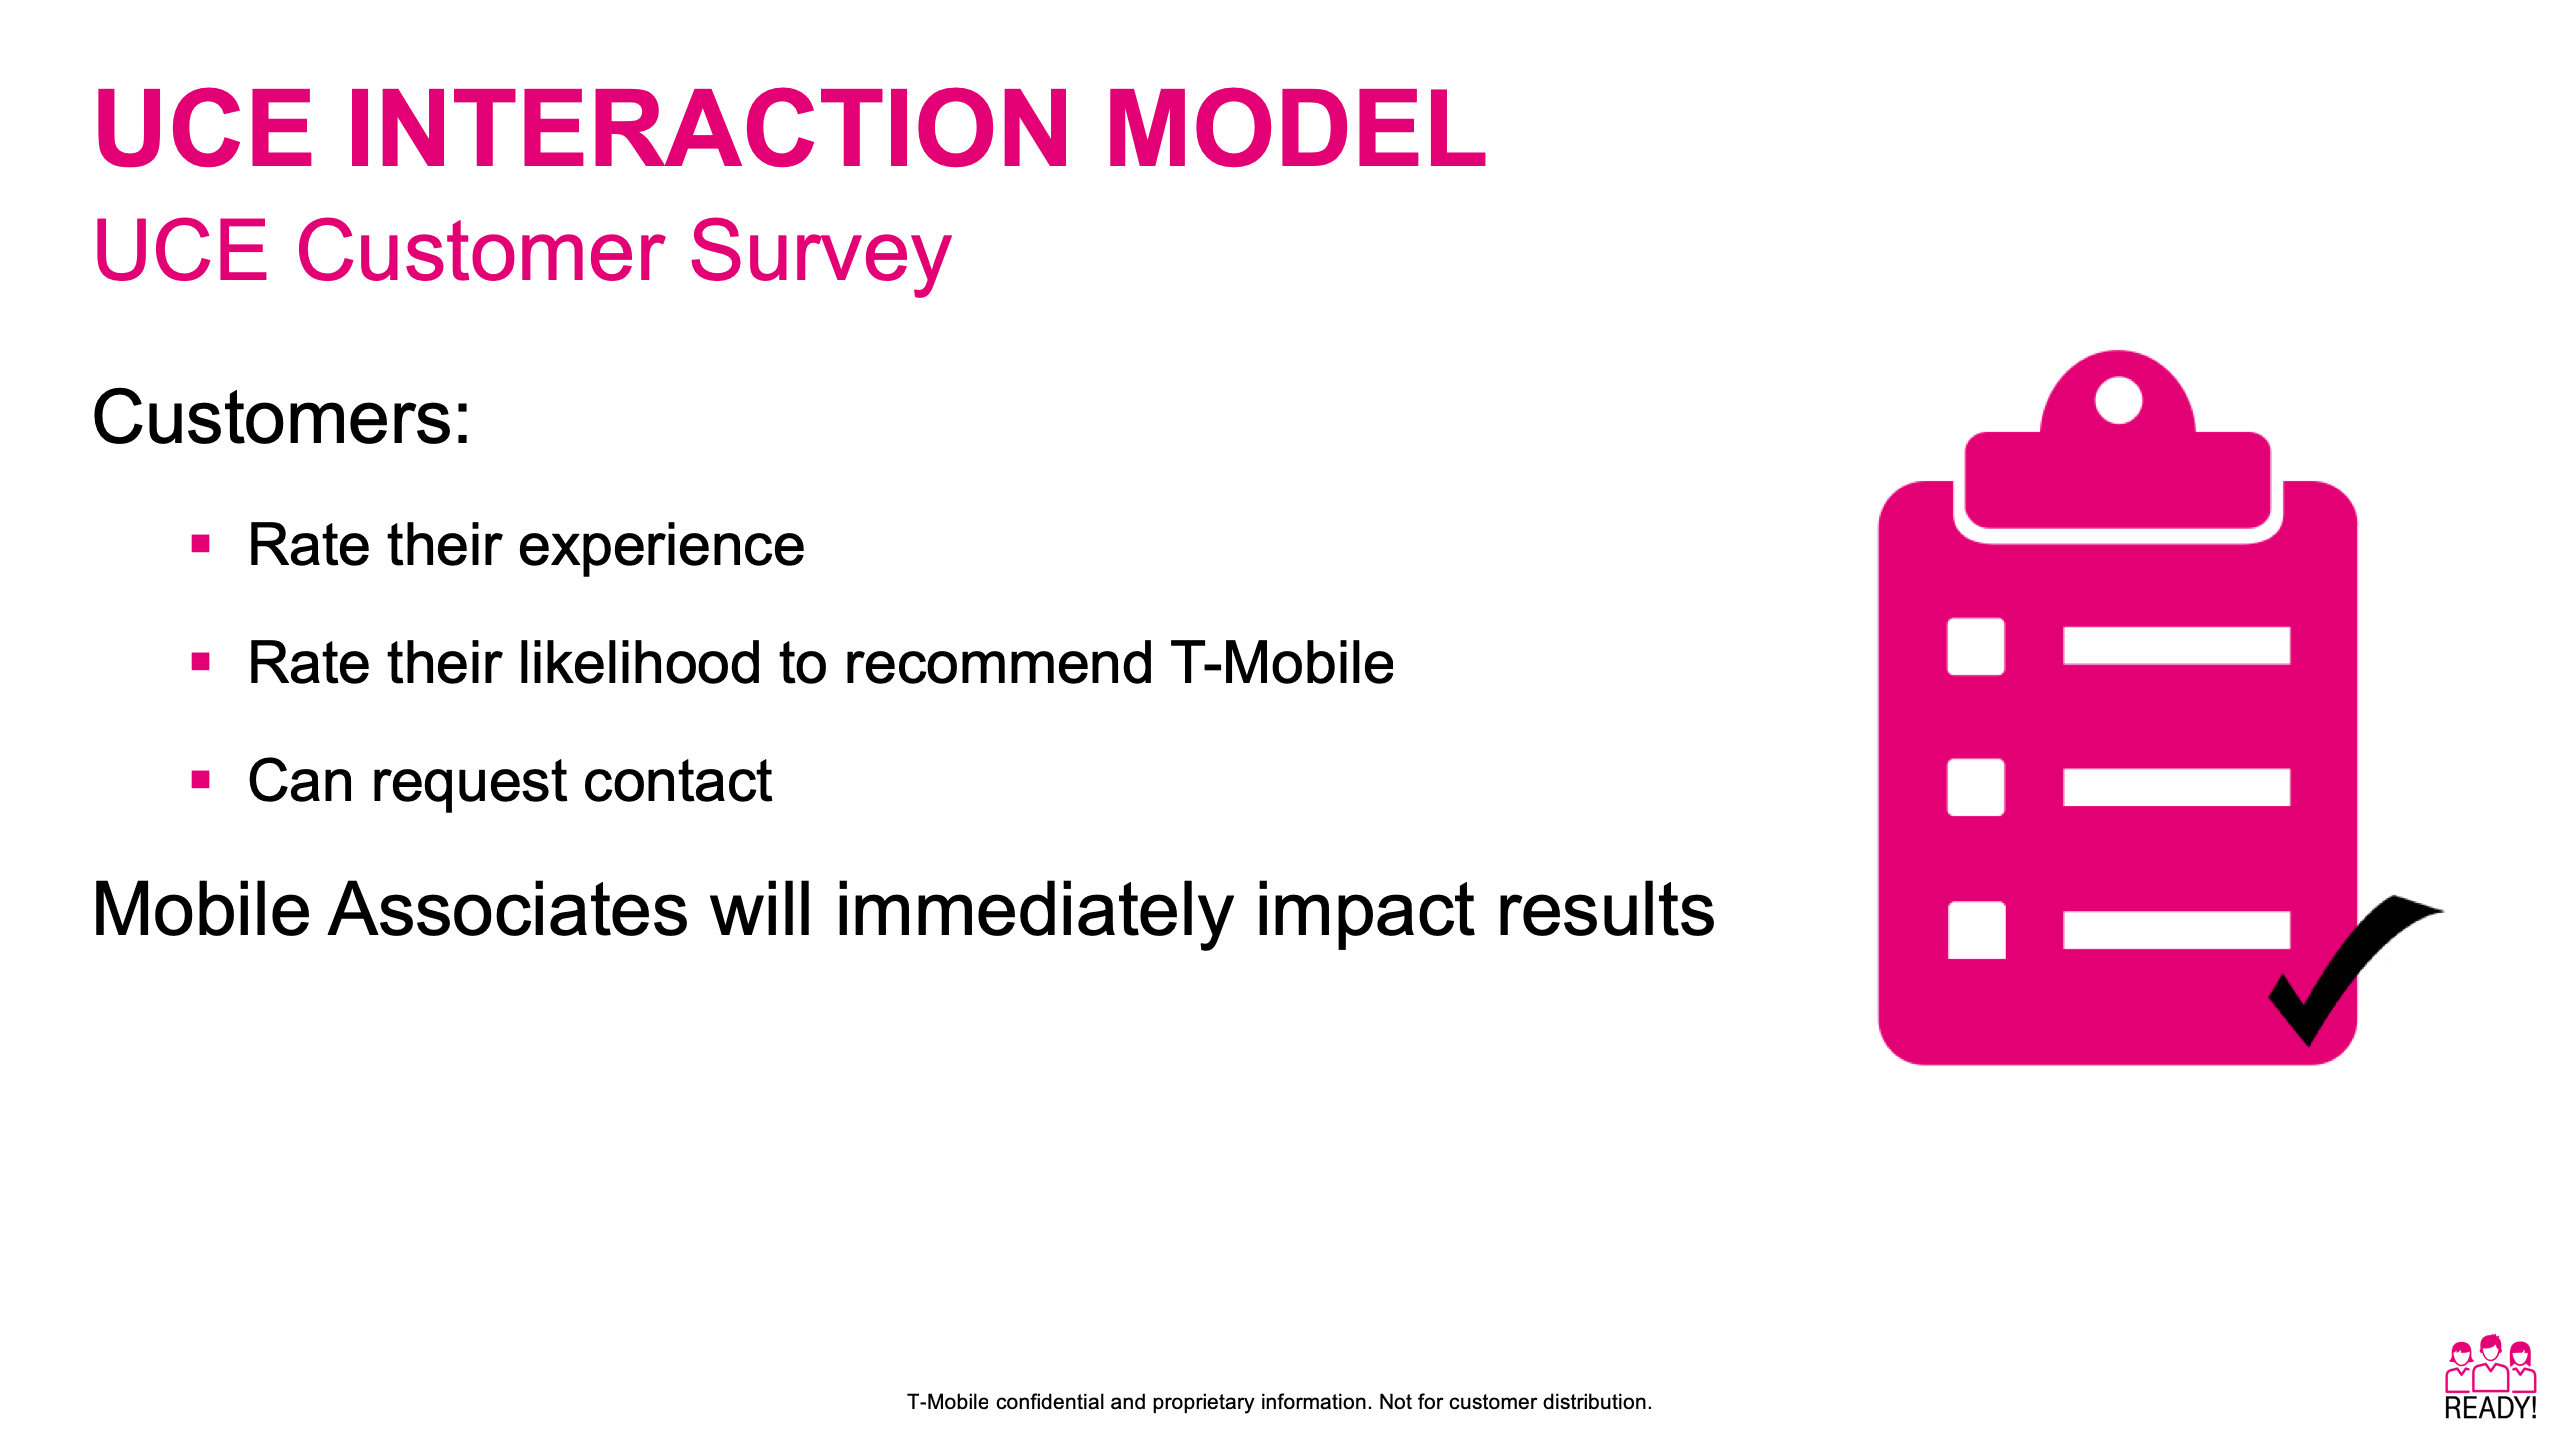 UCE INTERACTION MODEL
UCE Customer Survey
Customers:
▪ Rate their experience
▪ Rate their likelihood to recommend T-Mobile
▪ Can request contact
Mobile Associates will immediately impact results
T-Mobile confidential and proprietary information. Not for customer distribution.
READY!